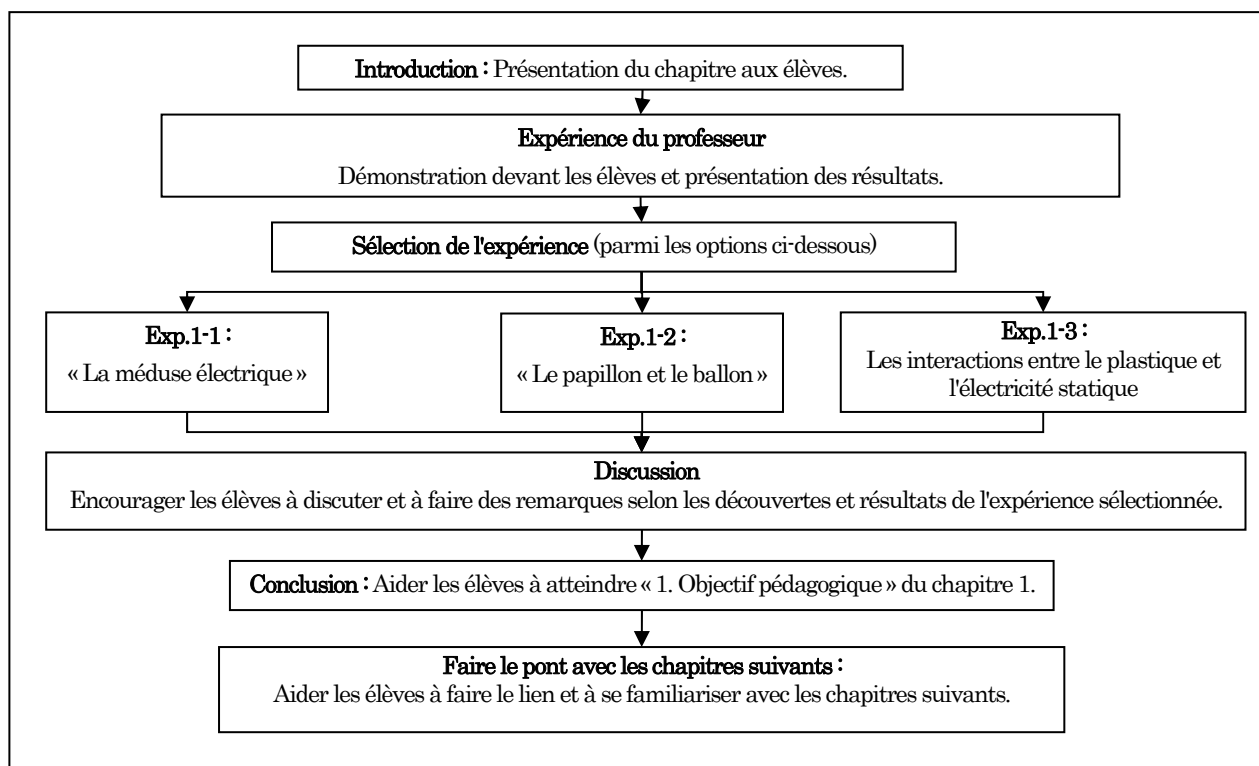 Introduction : Présentation du chapitre aux élèves.
Expérience du professeur
Démonstration devant les élèves et présentation des résultats.
Sélection de l'expérience (parmi les options ci-dessous)
Exp.1-1 :
« La méduse électrique »
Exp.1-2 :
« Le papillon et le ballon »
Exp.1-3 :
Les interactions entre le plastique et
l'électricité statique
Discussion
Encourager les élèves à discuter et à faire des remarques selon les découvertes et résultats de l'expérience sélectionnée.
Conclusion : Aider les élèves à atteindre « 1. Objectif pédagogique » du chapitre 1.
Faire le pont avec les chapitres suivants :
Aider les élèves à faire le lien et à se familiariser avec les chapitres suivants.